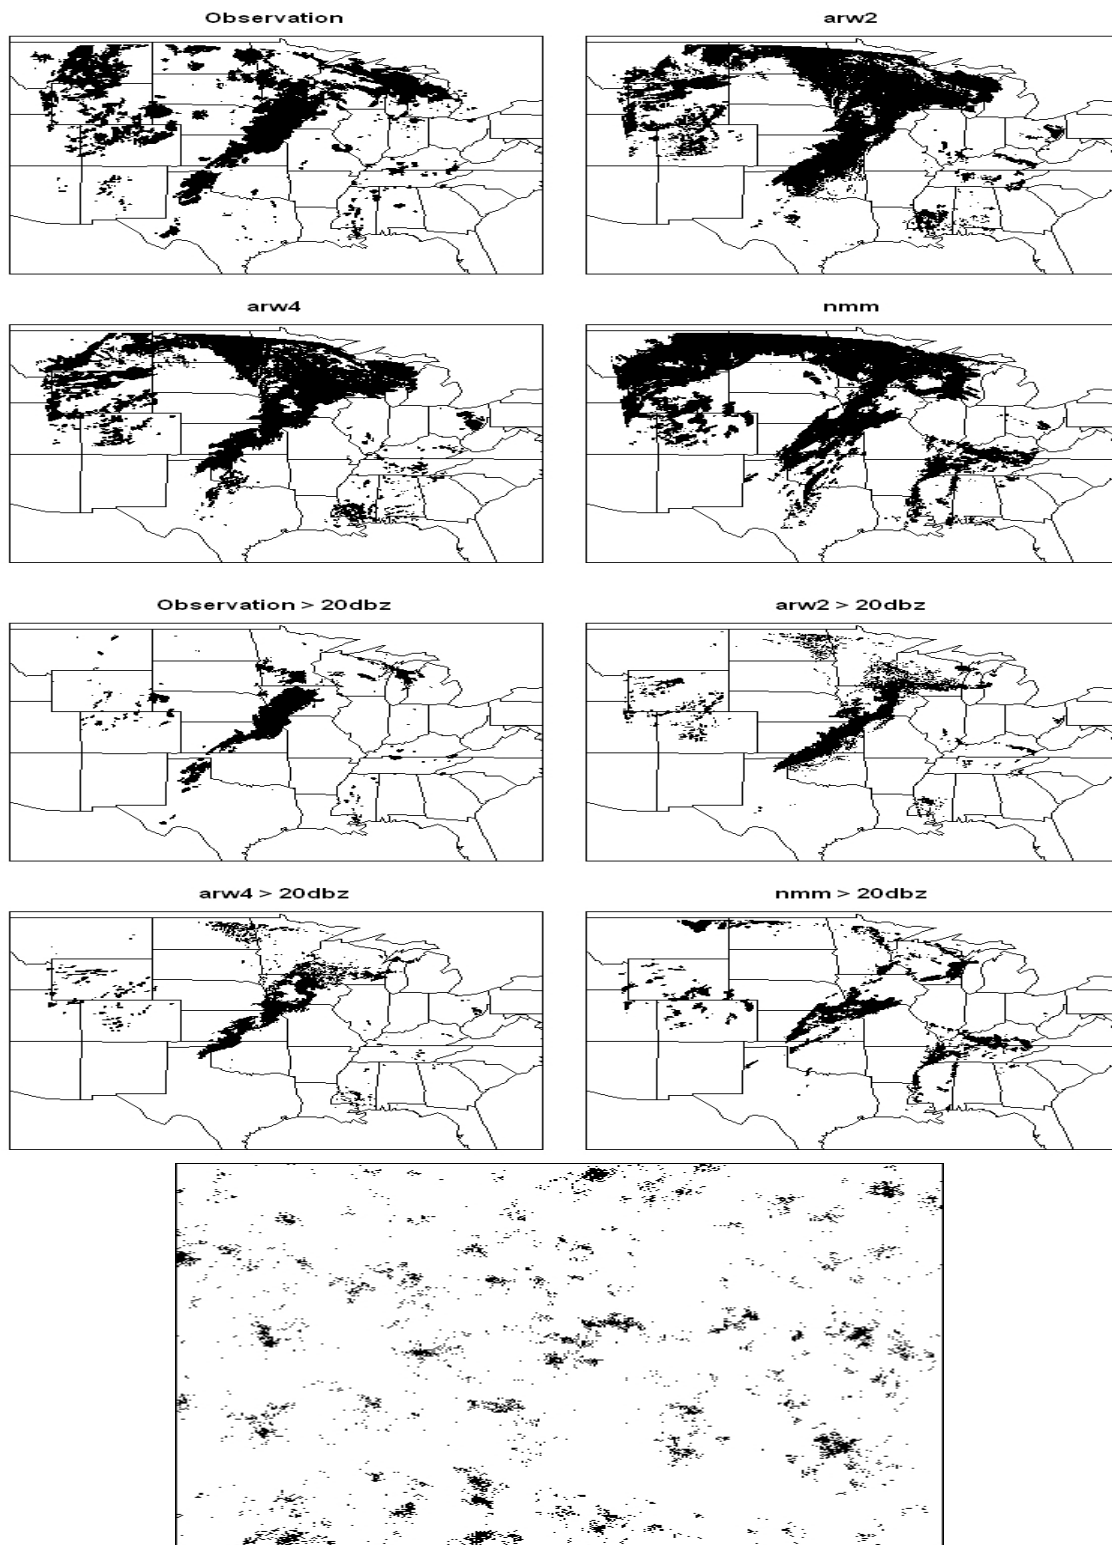 Observation
arw2
arw4
nmm
Observation > 20dbz
arw2 > 20dbz
arw4 > 20dbz
nmm > 20dbz